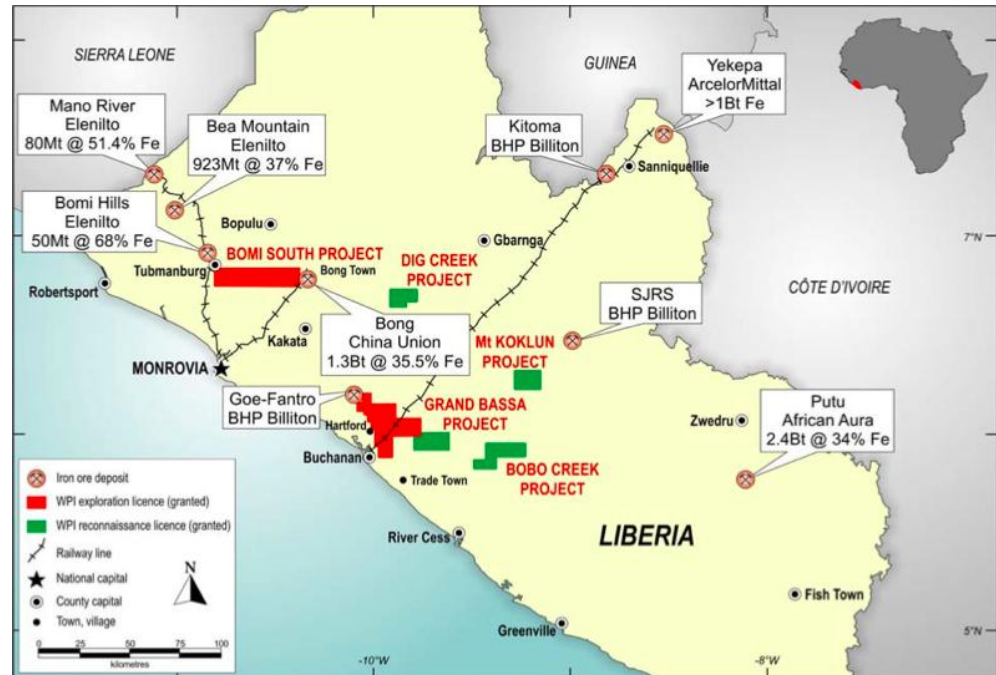 SIERRA LEONE
GUINEA
Yekepa
ArcelorMittal
>1Bt Fe
Mano River
Elenilto
80Mt @ 51.4% Fe
Bea Mountain
Elenilto
923Mt @ 37% Fe
Kitoma
BHP Billiton
Sanniquellie
Bomi Hills
Elenilto
50Mt @ 68% Fe
Bopulu
Gbarnga
7°N
BOMI SOUTH PROJECT
Tubmanburg
Bong Town
DIG CREEK
PROJECT
Robertsport
CÔTE D'IVOIRE
SJRS
BHP Billiton
Kakata
Bong
China Union
1.3Bt @ 35.5% Fe
Mt KOKLUN
PROJECT
MONROVIA
Goe-Fantro
BHP Billiton
GRAND BASSA
PROJECT
Hartford
Putu
African Aura
2.4Bt @ 34% Fe
Zwedru
Buchanan
Trade Town
BOBO CREEK
PROJECT
Iron ore deposit
WPI exploration licence (granted)
WPI reconnaissance licence (granted)
Railway line
National capital
County capital
Town, village
N
0 25 50 75 100
kilometres
River Cess
LIBERIA
Fish Town
Greenville
5°N
-10°W
-8°W